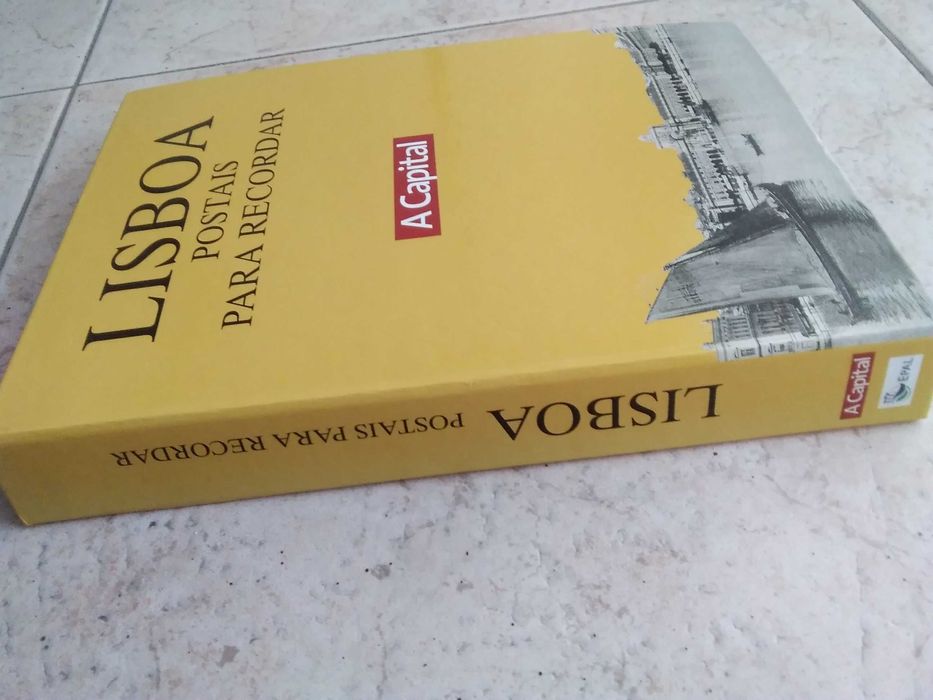 LISBOA
POSTAIS
PARA RECORDAR
A Capital
LISBOA
POSTAIS PARA RECORDAR
A Capital
EPAL